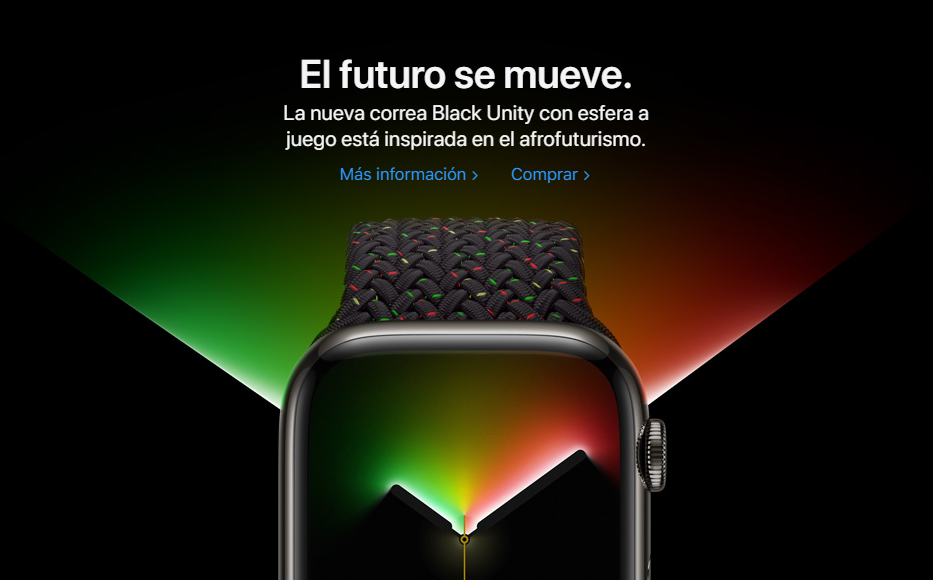 El futuro se mueve.
La nueva correa Black Unity con esfera a
juego está inspirada en el afrofuturismo.
Más información >
Comprar >